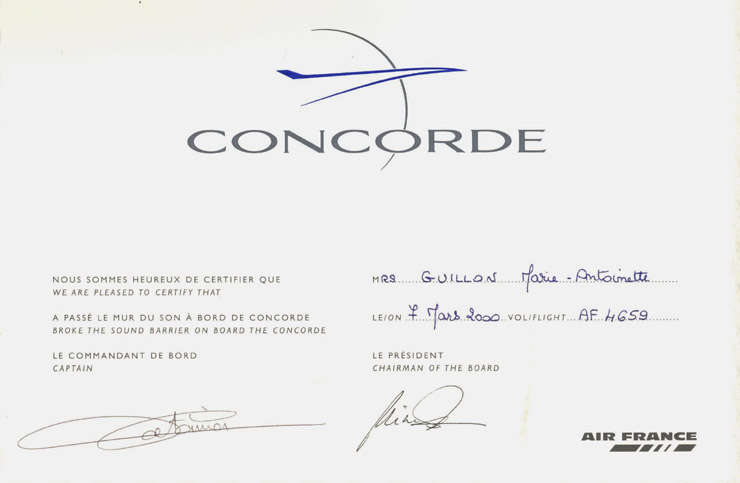 CONCORDE
NOUS SOMMES HEUREUX DE CERTIFIER QUE
WE ARE PLEASED TO CERTIFY THAT
MRS GUILLON Marie-Antoinette
A PASSÉ LE MUR DU SON À BORD DE CONCORDE
BROKE THE SOUND BARRIER ON BOARD THE CONCORDE
LE/ON 7 Mars 2000 VOL/FLIGHT AF 4659
LE COMMANDANT DE BORD
CAPTAIN
LE PRÉSIDENT
CHAIRMAN OF THE BOARD
AIR FRANCE